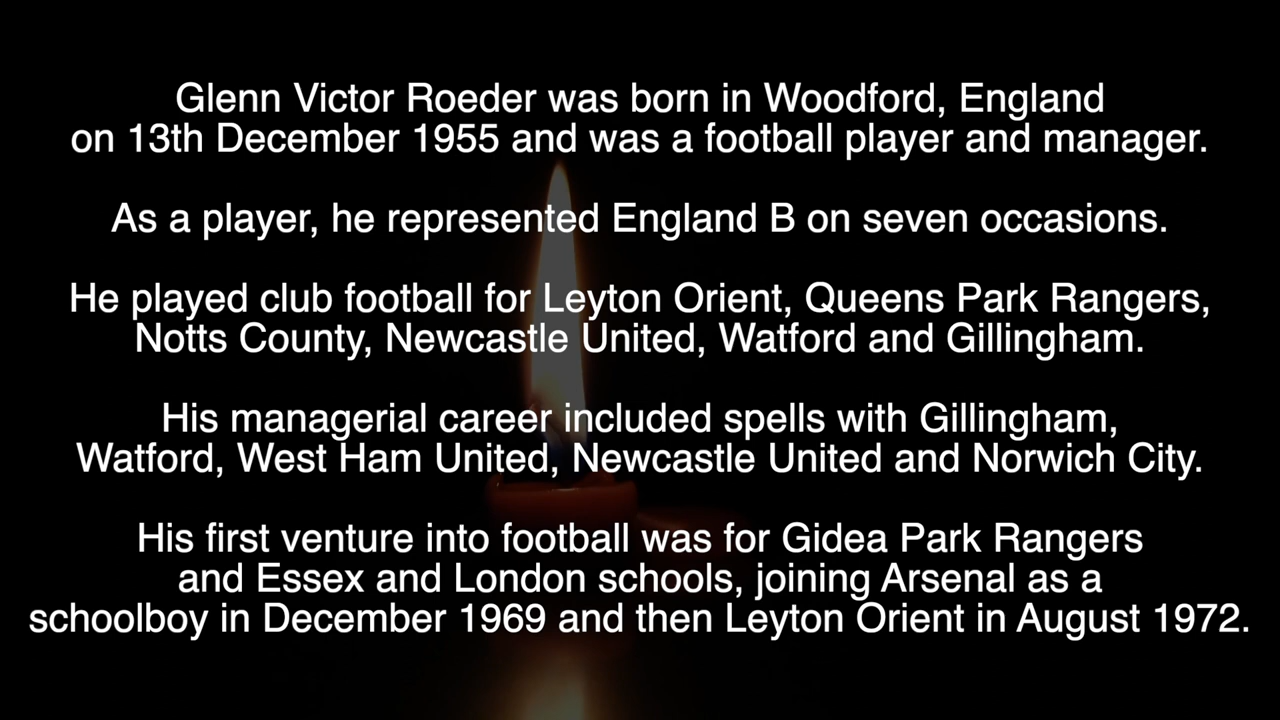 Glenn Victor Roeder was born in Woodford, England
on 13th December 1955 and was a football player and manager.
As a player, he represented England B on seven occasions.
He played club football for Leyton Orient, Queens Park Rangers,
Notts County, Newcastle United, Watford and Gillingham.
His managerial career included spells with Gillingham,
Watford, West Ham United, Newcastle United and Norwich City.
His first venture into football was for Gidea Park Rangers
and Essex and London schools, joining Arsenal as a
schoolboy in December 1969 and then Leyton Orient in August 1972.